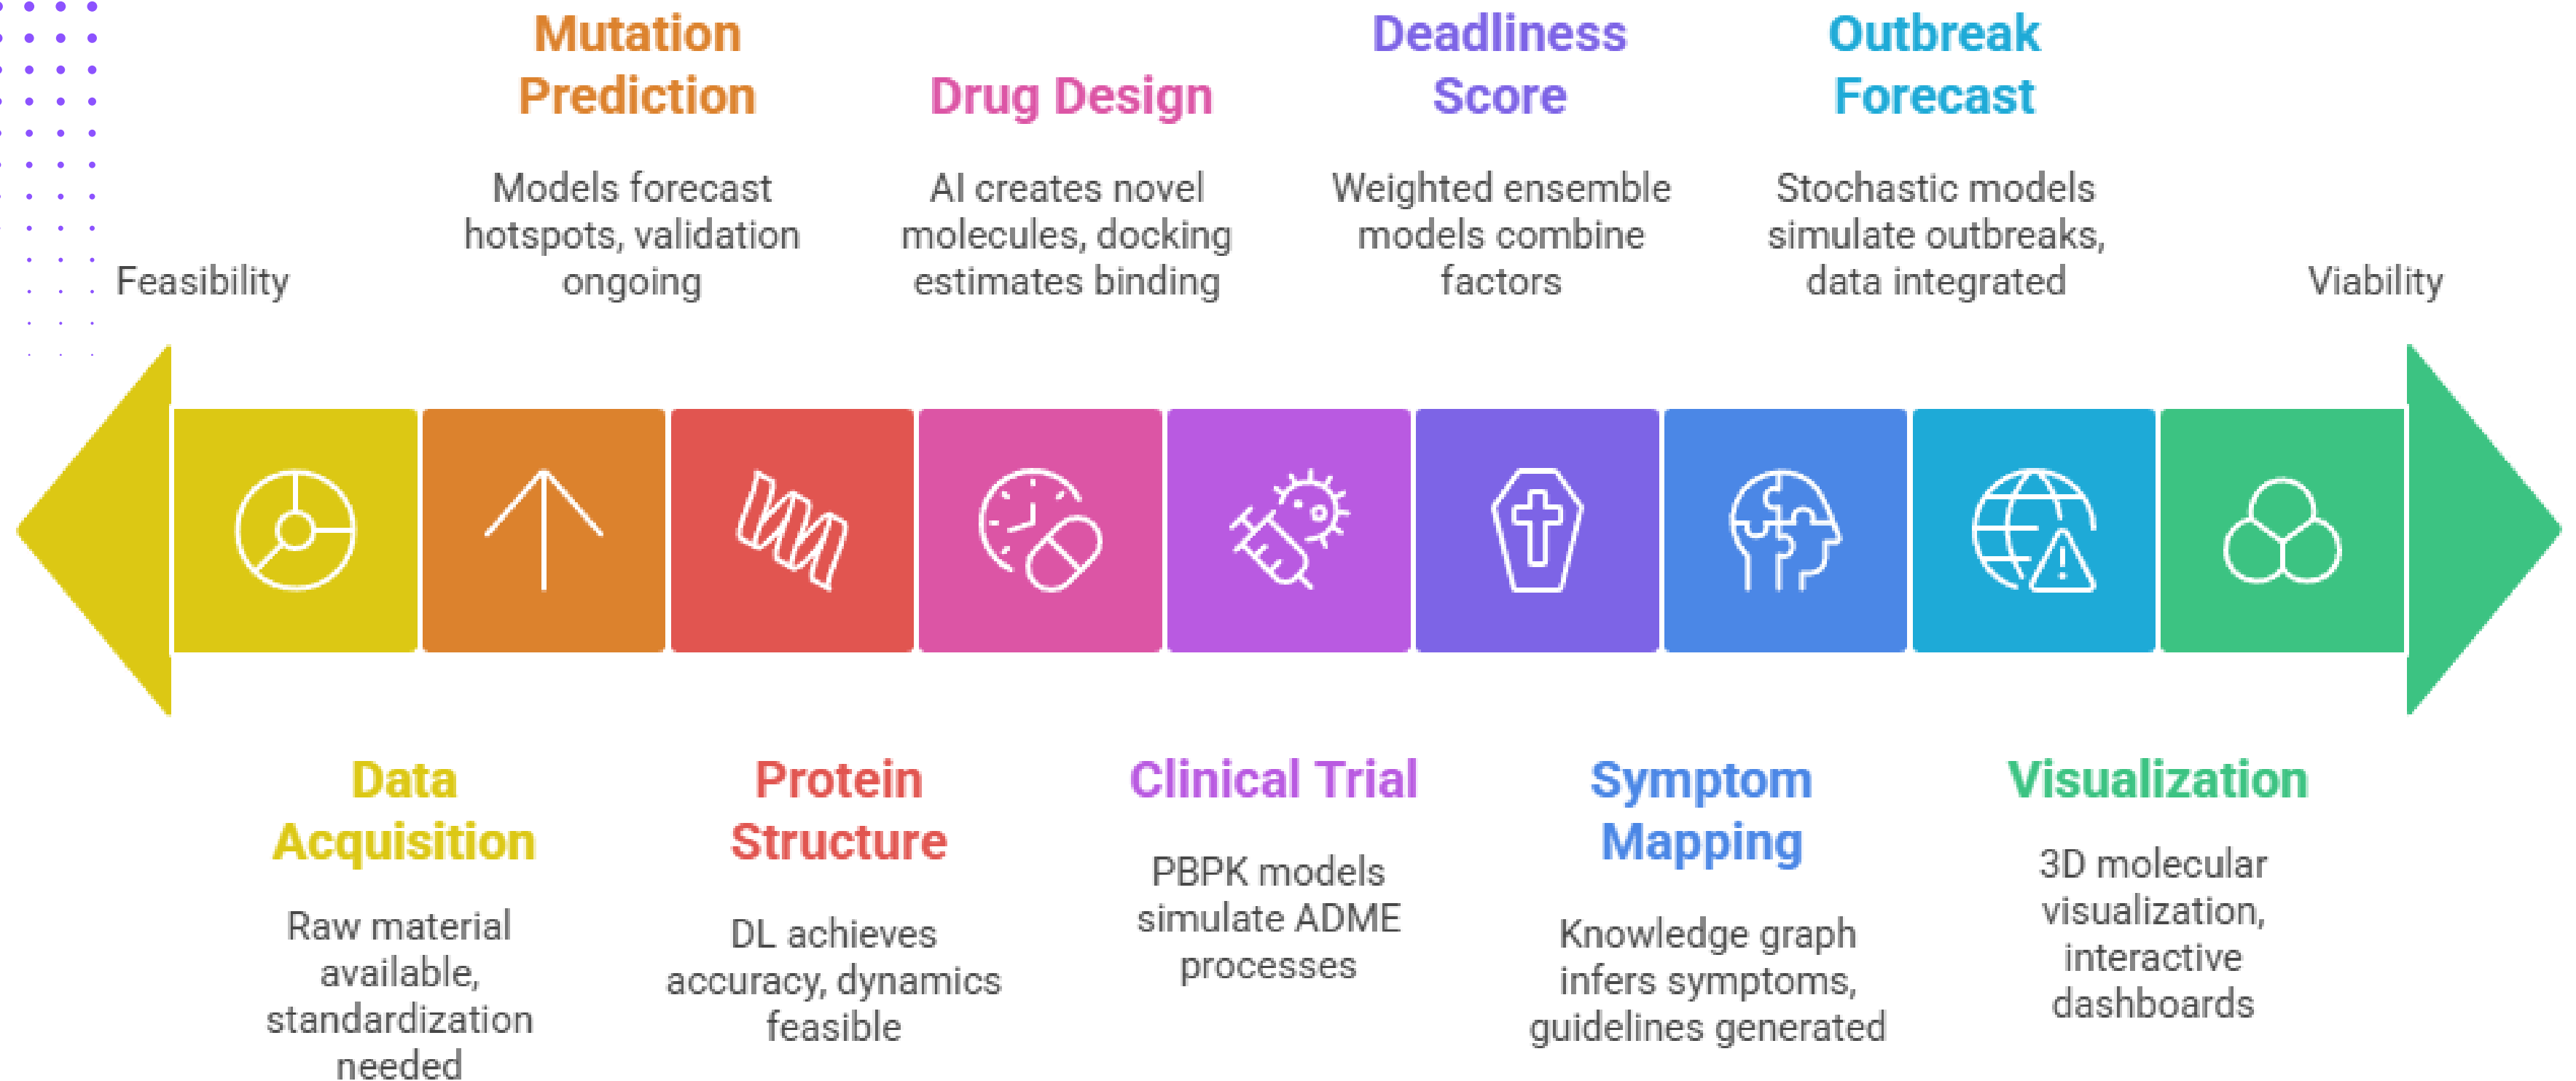 Mutation
Prediction
Models forecast
hotspots, validation
ongoing
Drug Design
AI creates novel
molecules, docking
estimates binding
Deadliness
Score
Weighted ensemble
models combine
factors
Outbreak
Forecast
Stochastic models
simulate outbreaks,
data integrated
Feasibility
Viability
Data
Acquisition
Raw material
available,
standardization
needed
Protein
Structure
DL achieves
accuracy, dynamics
feasible
Clinical Trial
PBPK models
simulate ADME
processes
Symptom
Mapping
Knowledge graph
infers symptoms,
guidelines generated
Visualization
3D molecular
visualization,
interactive
dashboards